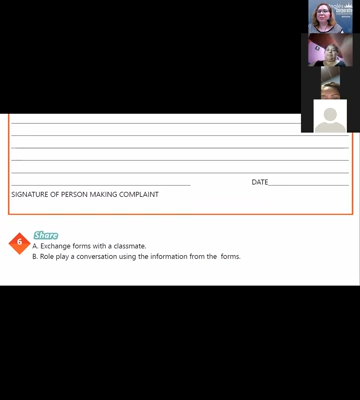 DATE
SIGNATURE OF PERSON MAKING COMPLAINT
6
Share
A. Exchange forms with a classmate.
B. Role play a conversation using the information from the forms.